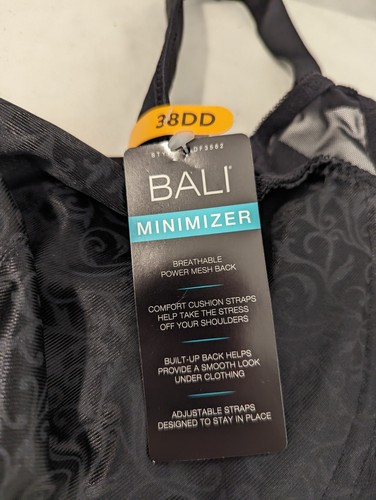 38DD
BALI®
MINIMIZER
BREATHABLE
POWER MESH BACK
COMFORT CUSHION STRAPS
HELP TAKE THE STRESS
OFF YOUR SHOULDERS
BUILT-UP BACK HELPS
PROVIDE A SMOOTH LOOK
UNDER CLOTHING
ADJUSTABLE STRAPS
DESIGNED TO STAY IN PLACE